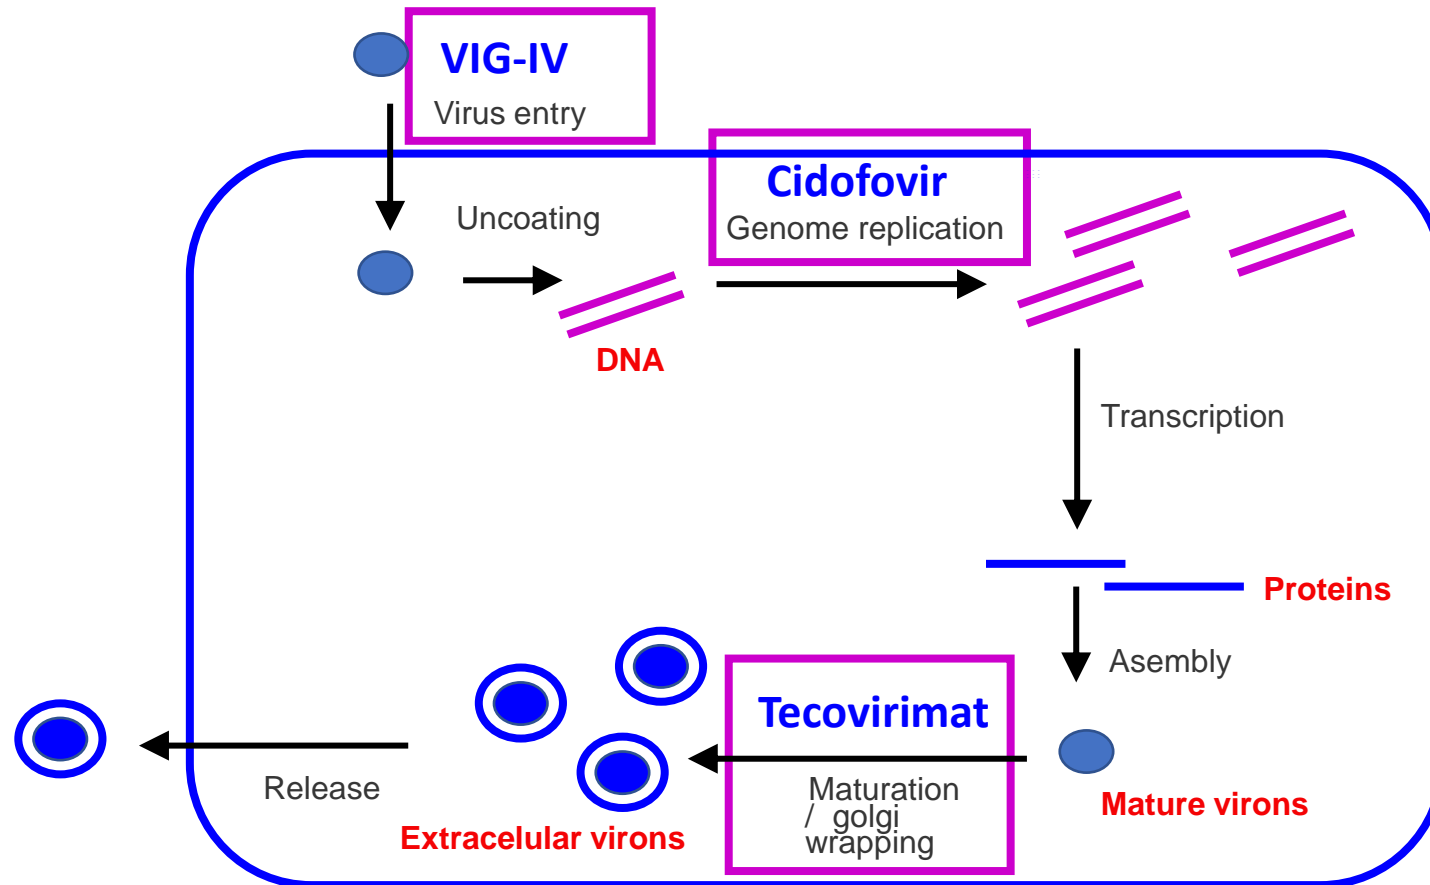 VIG-IV
Virus entry
Cidofovir
Genome replication
Uncoating
DNA
Transcription
Proteins
Asembly
Tecovirimat
Maturation
/ golgi
wrapping
Mature virons
Extracelular virons
Release